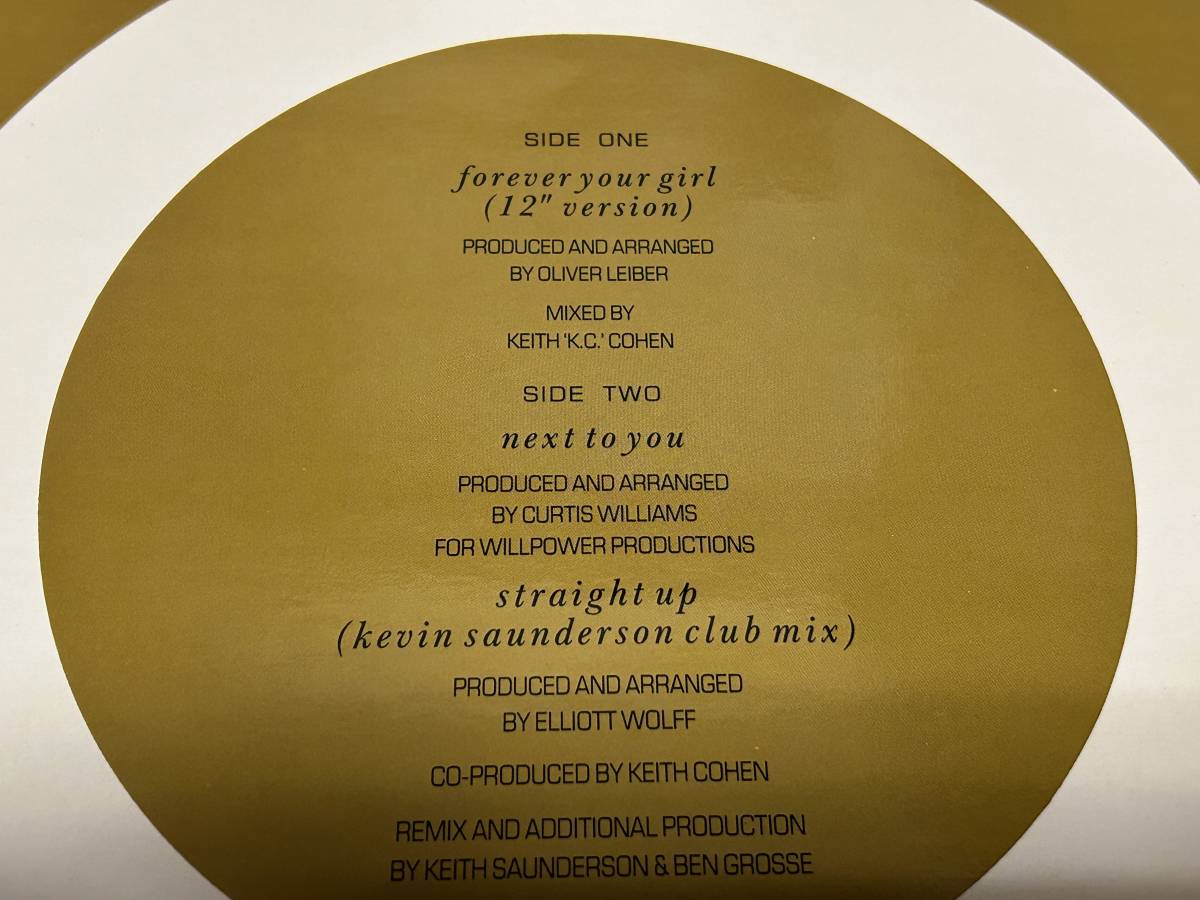 SIDE ONE
forever your girl
(12" version)
PRODUCED AND ARRANGED
BY OLIVER LEIBER
MIXED BY
KEITH 'K.C.' COHEN
SIDE TWO
next to you
PRODUCED AND ARRANGED
BY CURTIS WILLIAMS
FOR WILLPOWER PRODUCTIONS
straight up
(kevin saunderson club mix)
PRODUCED AND ARRANGED
BY ELLIOTT WOLFF
CO-PRODUCED BY KEITH COHEN
REMIX AND ADDITIONAL PRODUCTION
BY KEITH SAUNDERSON & BEN GROSSE